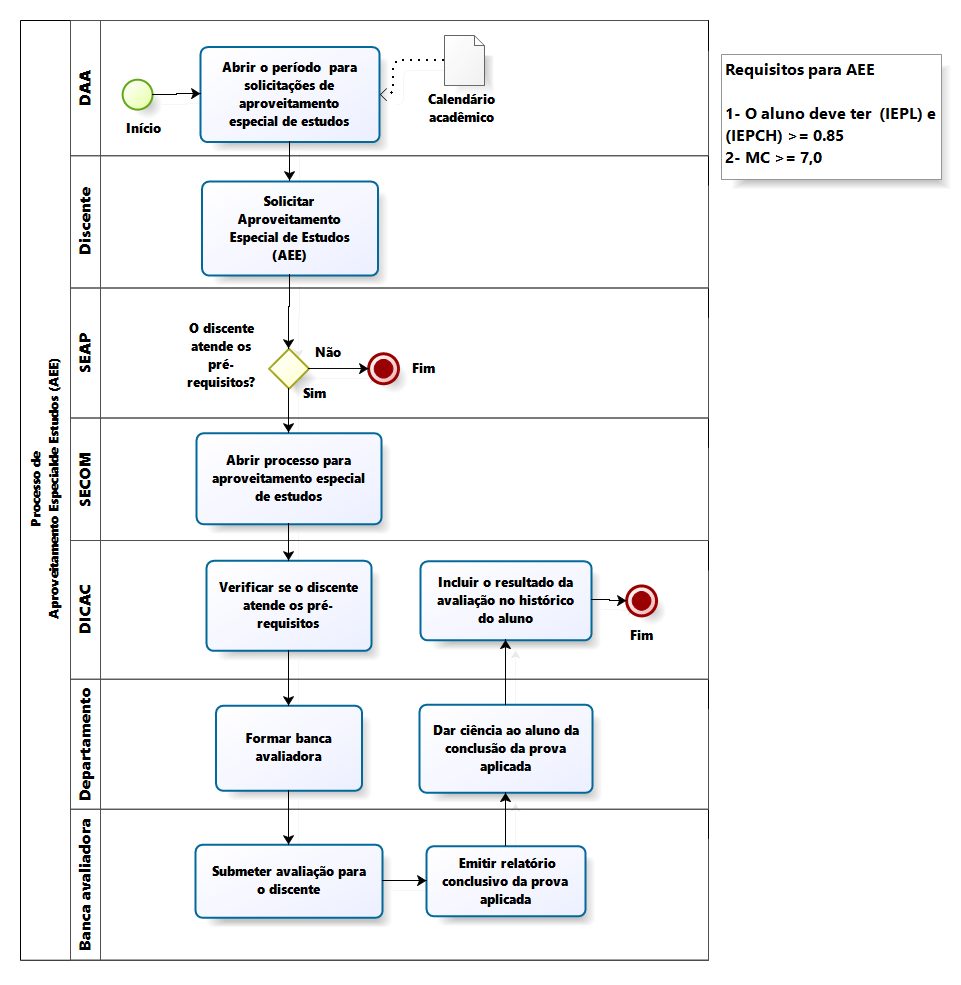 Processo de
Aproveitamento Especialde Estudos (AEE)
DAA
Início
Abrir o período para
solicitações de
aproveitamento
especial de estudos
Calendário
acadêmico
Requisitos para AEE
1- O aluno deve ter (IEPL) e
(IEPCH) >= 0.85
2- MC >= 7,0
Discente
Solicitar
Aproveitamento
Especial de Estudos
(AEE)
SEAP
O discente
atende os
pré-
requisitos?
Não
Sim
Fim
SECOM
Abrir processo para
aproveitamento especial
de estudos
DICAC
Verificar se o discente
atende os pré-
requisitos
Incluir o resultado da
avaliação no histórico
do aluno
Fim
Departamento
Formar banca
avaliadora
Dar ciência ao aluno da
conclusão da prova
aplicada
Banca avaliadora
Submeter avaliação para
o discente
Emitir relatório
conclusivo da prova
aplicada